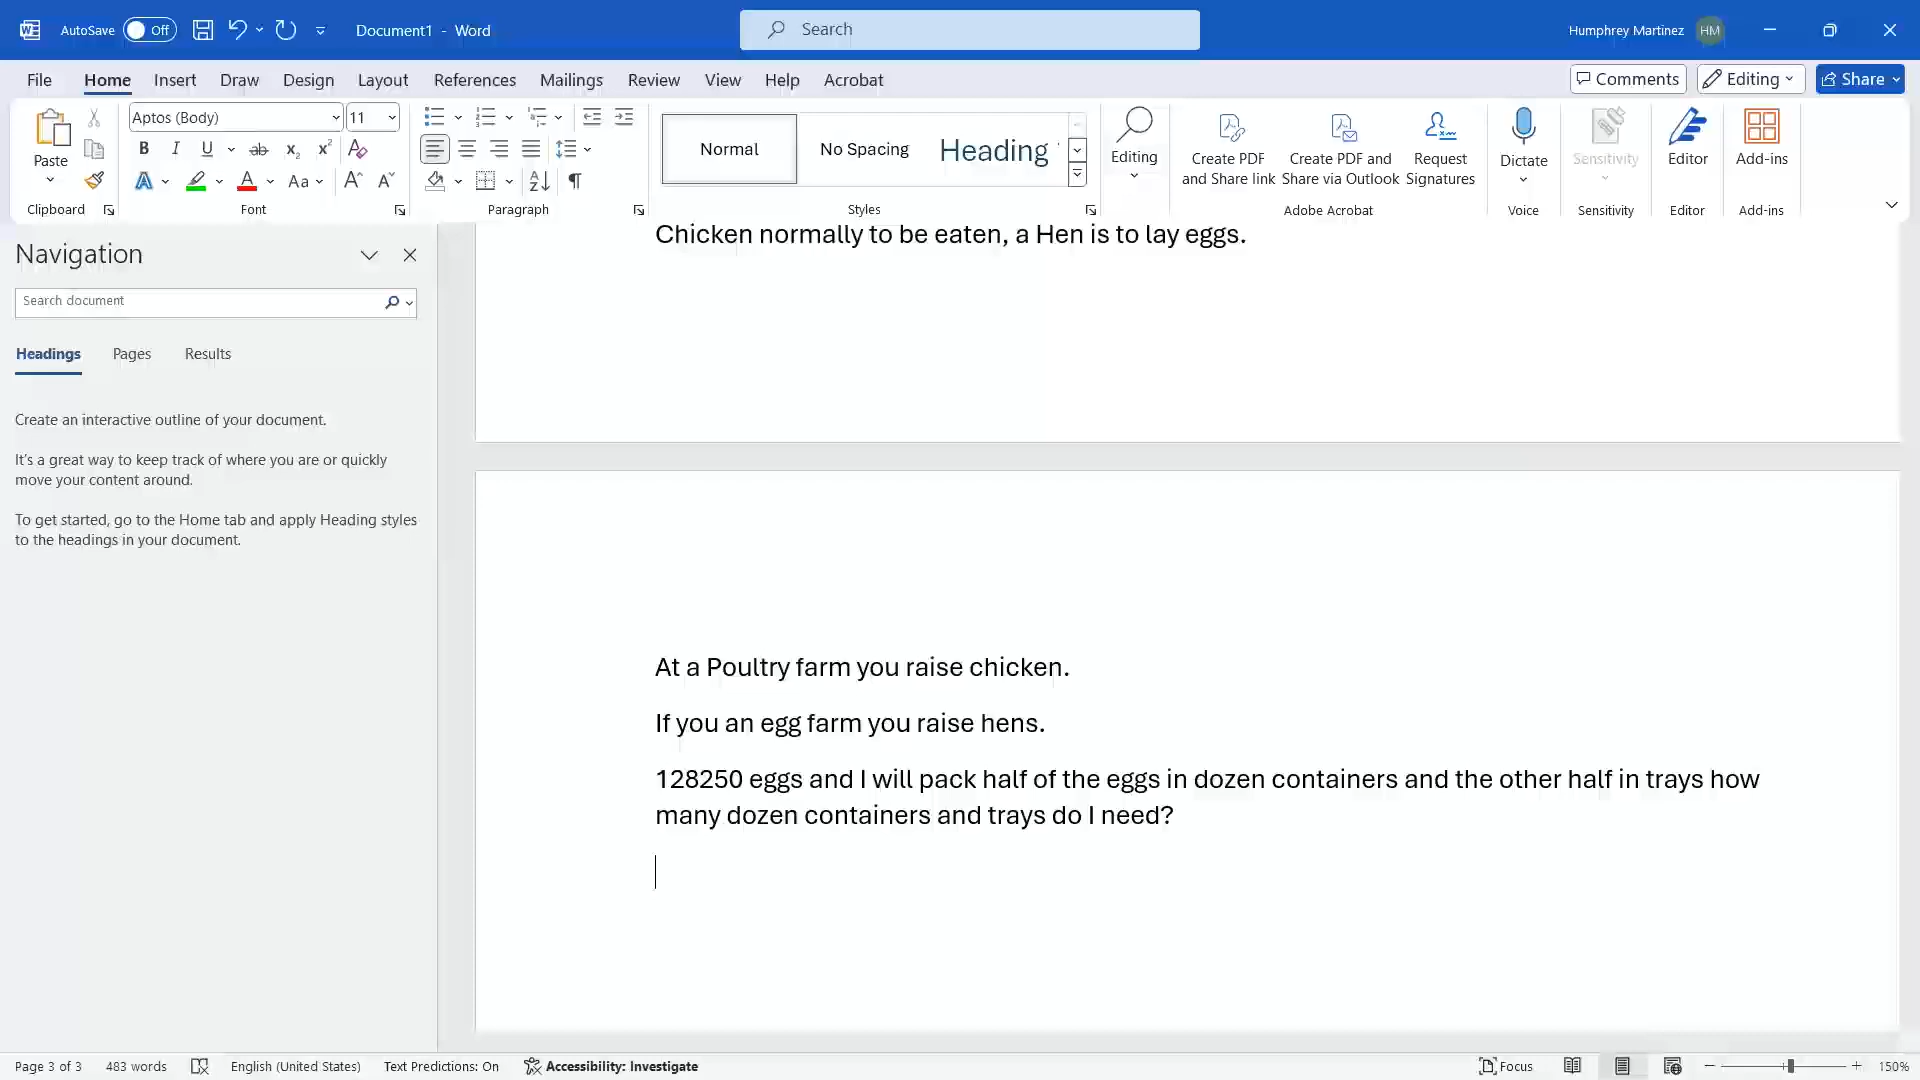 AutoSave Off Document1 - Word Search Humphrey Martinez HM
File Home Insert Draw Design Layout References Mailings Review View Help Acrobat Comments Editing Share
Paste Aptos (Body) 11 Normal No Spacing Heading Editing Create PDF and Share link Create PDF and Share via Outlook Request Signatures Dictate Sensitivity Editor Add-ins
Clipboard Font Paragraph Styles Adobe Acrobat Voice Sensitivity Editor Add-ins
Navigation
Search document
Headings Pages Results
Create an interactive outline of your document.
It's a great way to keep track of where you are or quickly
move your content around.
To get started, go to the Home tab and apply Heading styles
to the headings in your document.
Chicken normally to be eaten, a Hen is to lay eggs.
At a Poultry farm you raise chicken.
If you an egg farm you raise hens.
128250 eggs and I will pack half of the eggs in dozen containers and the other half in trays how
many dozen containers and trays do I need?
Page 3 of 3 483 words English (United States) Text Predictions: On Accessibility: Investigate Focus 150%